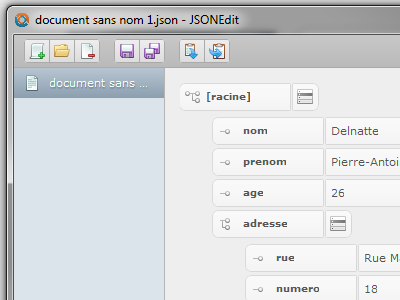 document sans nom 1.json - JSONEdit
document sans ...
[racine]
nom Delnatte
prenom Pierre-Antoi
age 26
adresse
rue Rue M
numero 18